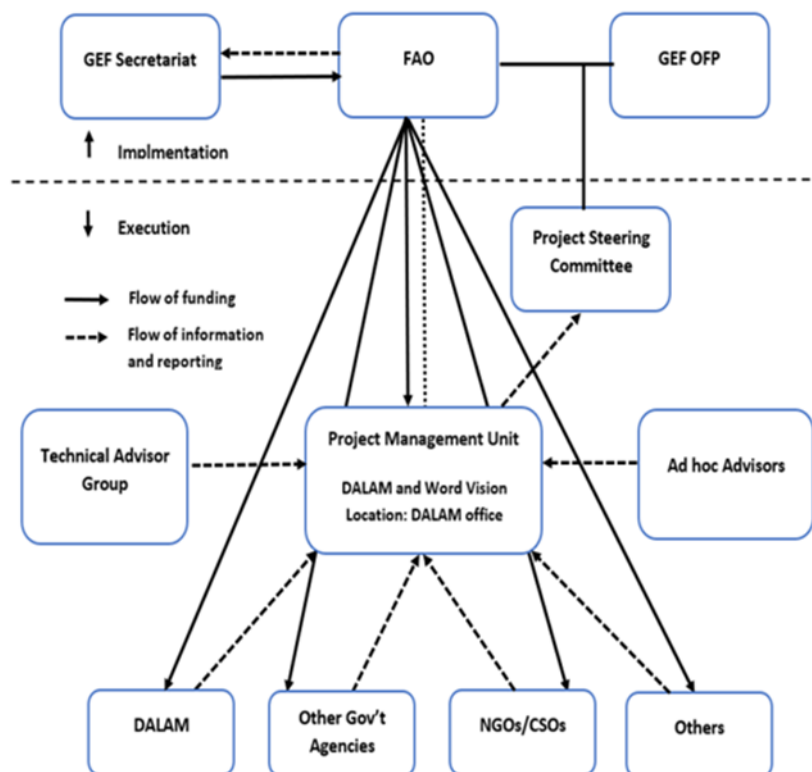 GEF Secretariat
FAO
GEF OFP
Implmentation
Execution
Project Steering
Committee
Flow of funding
Flow of information
and reporting
Technical Advisor
Group
Project Management Unit
DALAM and Word Vision
Location: DALAM office
Ad hoc Advisors
DALAM
Other Gov't
Agencies
NGOs/CSOs
Others